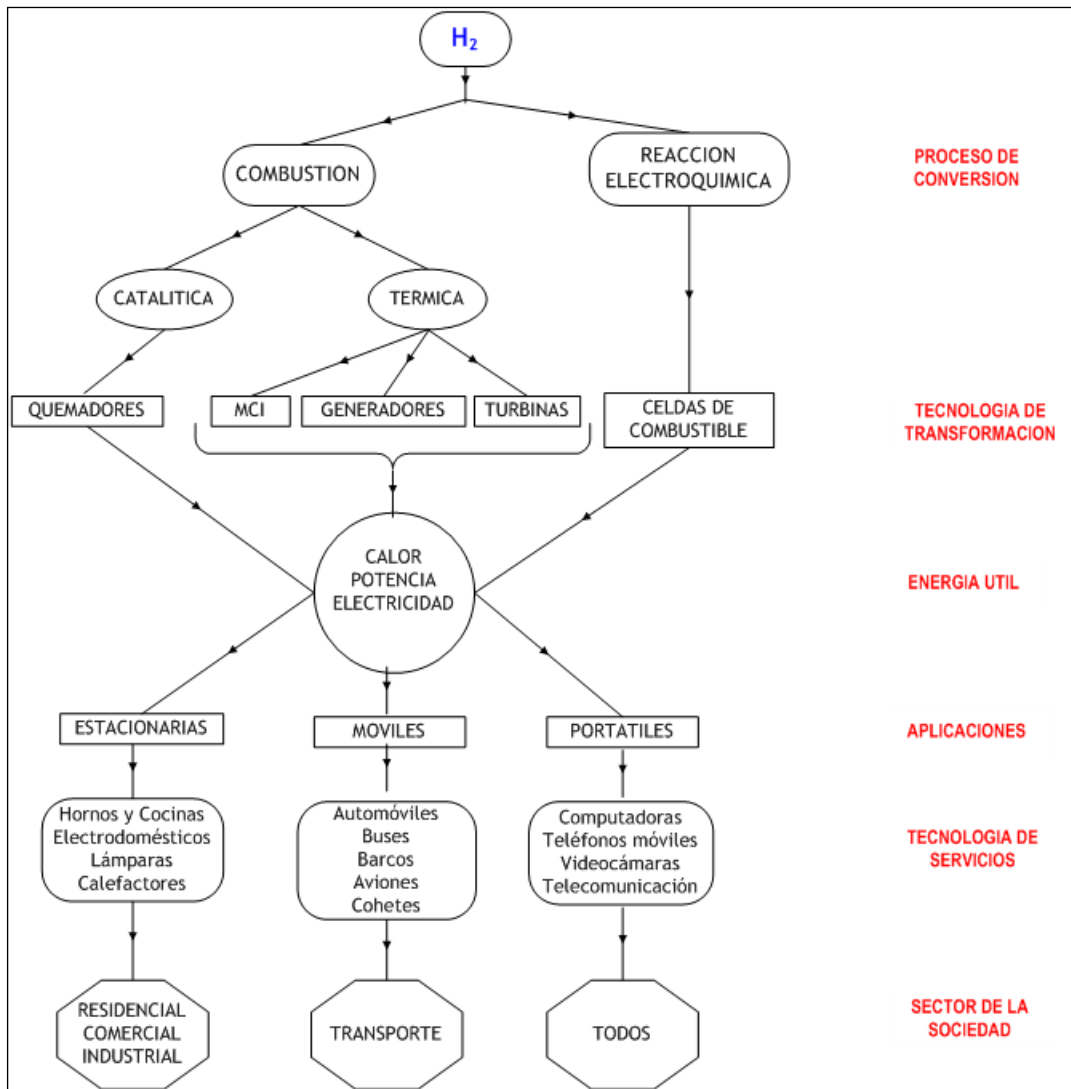 H₂
COMBUSTION
REACCION
ELECTROQUIMICA
PROCESO DE
CONVERSION
CATALITICA
TERMICA
QUEMADORES
MCI
GENERADORES
TURBINAS
CELDAS DE
COMBUSTIBLE
TECNOLOGIA DE
TRANSFORMACION
CALOR
POTENCIA
ELECTRICIDAD
ENERGIA UTIL
ESTACIONARIAS
MOVILES
PORTATILES
APLICACIONES
Hornos y Cocinas
Electrodomésticos
Lámparas
Calefactores
Automóviles
Buses
Barcos
Aviones
Cohetes
Computadoras
Teléfonos móviles
Videocámaras
Telecomunicación
TECNOLOGIA DE
SERVICIOS
RESIDENCIAL
COMERCIAL
INDUSTRIAL
TRANSPORTE
TODOS
SECTOR DE LA
SOCIEDAD